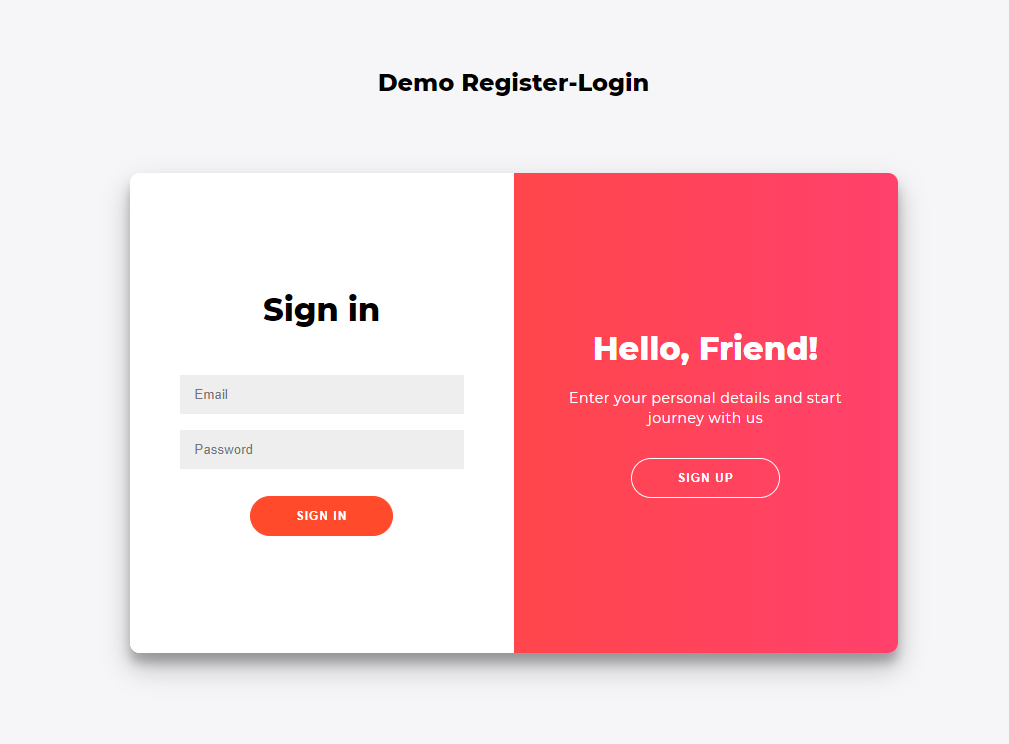 Demo Register-Login
Sign in
Email
Password
SIGN IN
Hello, Friend!
Enter your personal details and start
journey with us
SIGN UP